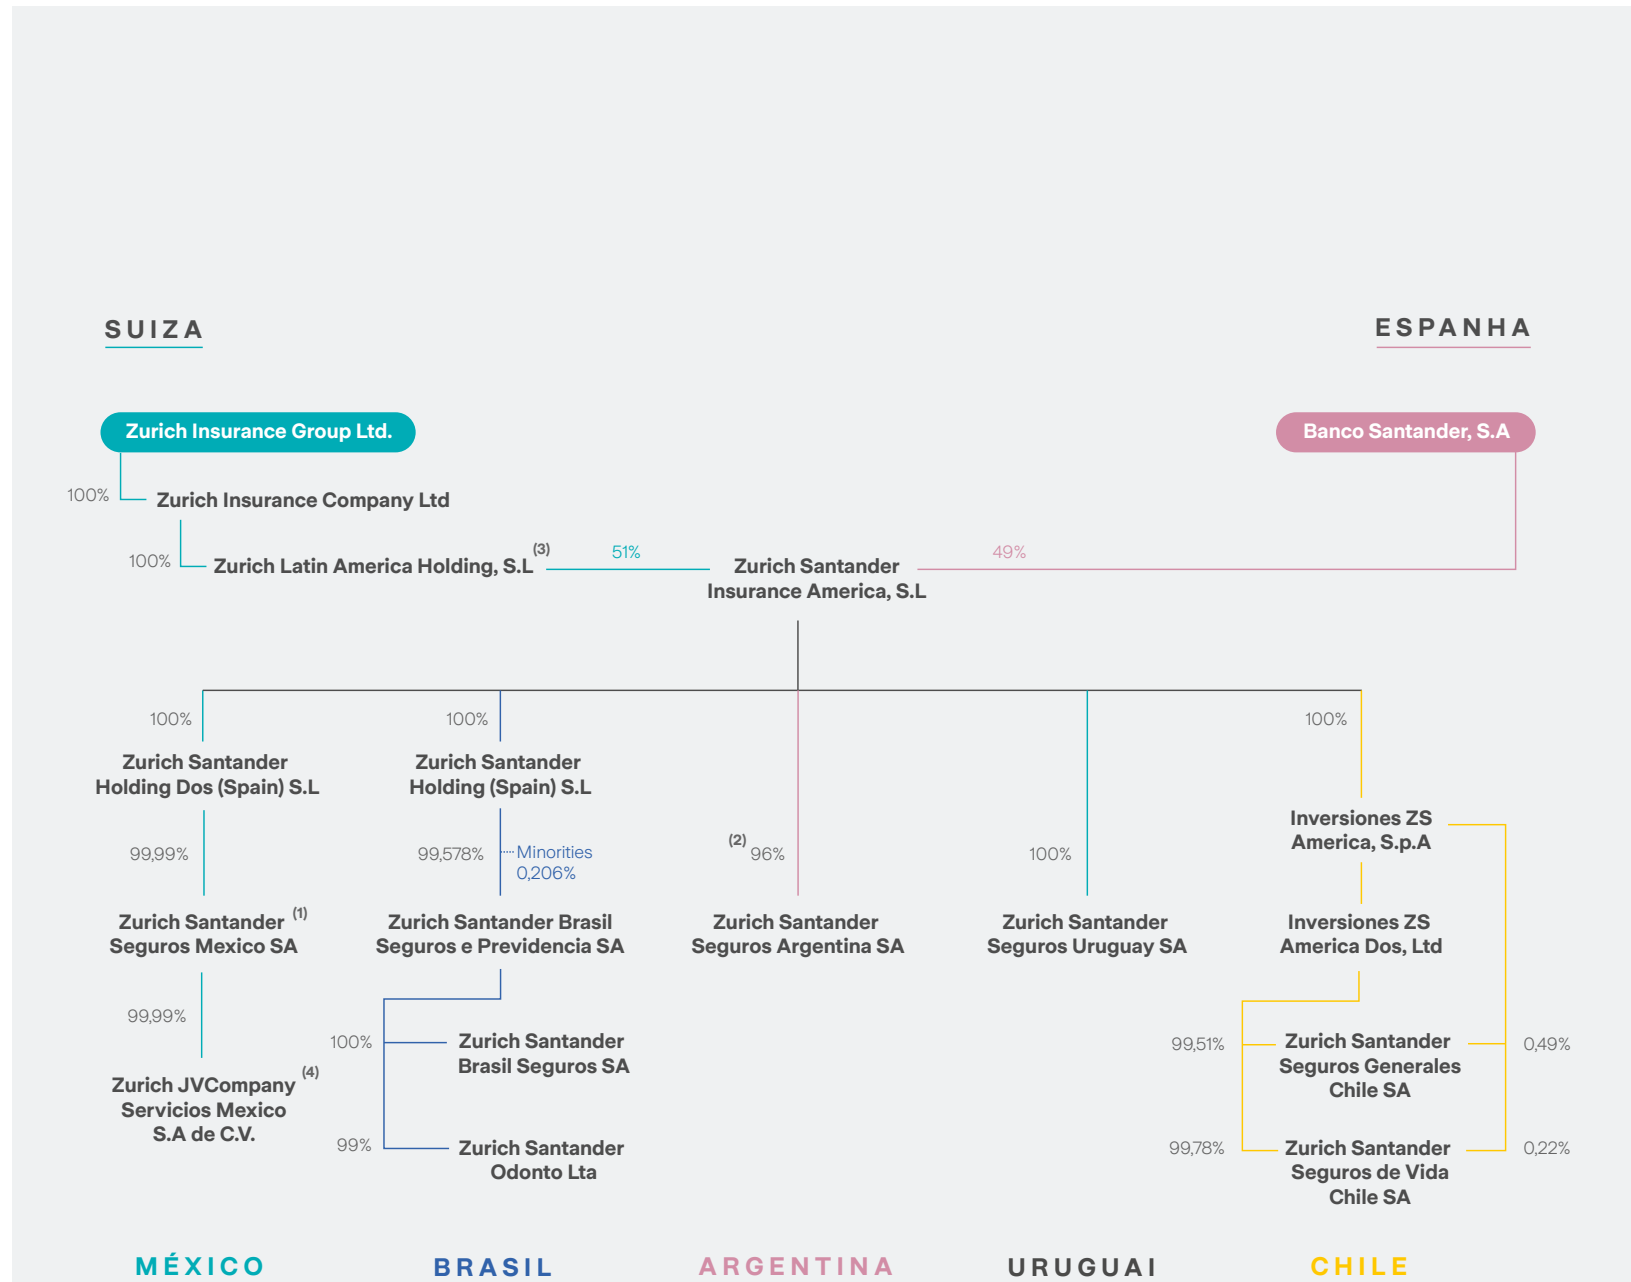 SUIZA
ESPANHA
Zurich Insurance Group Ltd.
Banco Santander, S.A
100%
Zurich Insurance Company Ltd
100%
Zurich Latin America Holding, S.L (3)
51%
Zurich Santander
Insurance America, S.L
49%
100%
100%
100%
Zurich Santander
Holding Dos (Spain) S.L
Zurich Santander
Holding (Spain) S.L
Inversiones ZS
America, S.p.A
99,99%
99,578%
Minorities
0,206%
(2) 96%
100%
Zurich Santander (1)
Seguros Mexico SA
Zurich Santander Brasil
Seguros e Previdencia SA
Zurich Santander
Seguros Argentina SA
Zurich Santander
Seguros Uruguay SA
Inversiones ZS
America Dos, Ltd
99,99%
100%
Zurich Santander
Brasil Seguros SA
99,51%
Zurich Santander
Seguros Generales
Chile SA
0,49%
Zurich JVCompany (4)
Servicios Mexico
S.A de C.V.
99%
Zurich Santander
Odonto Lta
99,78%
Zurich Santander
Seguros de Vida
Chile SA
0,22%
MÉXICO
BRASIL
ARGENTINA
URUGUAI
CHILE